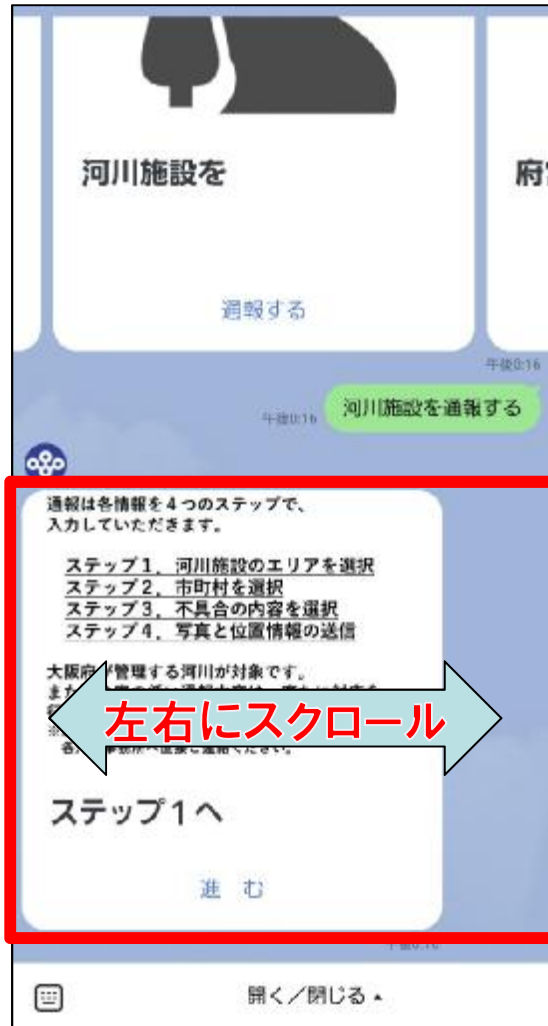 河川施設を
通報する
午後0:16
午後0:16
河川施設を通報する
通報は各情報を4つのステップで、
入力していただきます。
ステップ1．河川施設のエリアを選択
ステップ2．市町村を選択
ステップ3．不具合の内容を選択
ステップ4．写真と位置情報の送信
大阪府 管理する河川が対象です。
左右にスクロール
ステップ1へ
進 む
開く／閉じる